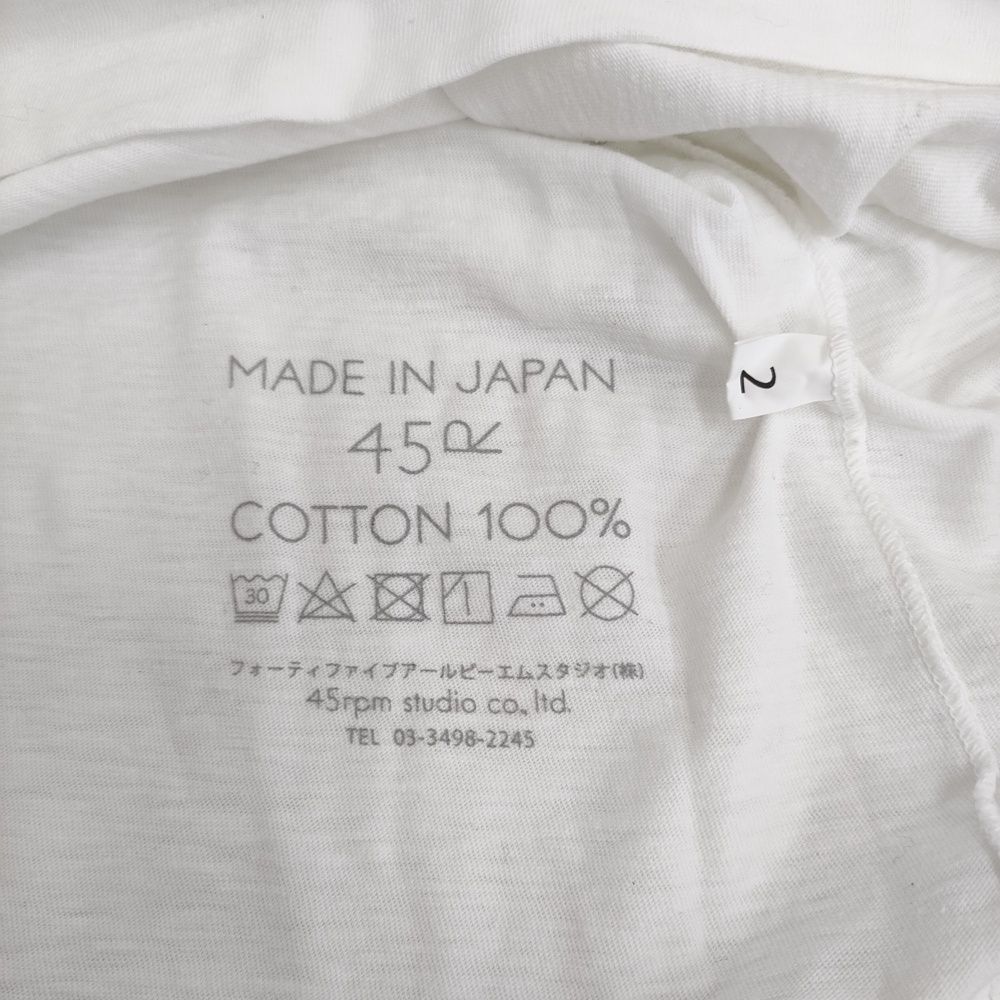 MADE IN JAPAN
45R
COTTON 100%
30
フォーティファイブアールピーエムスタジオ(株)
45rpm studio co., ltd.
TEL 03-3498-2245
2